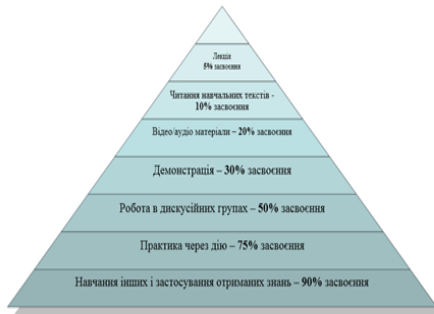 Лекція
5% засвоєння
Читання навчальних текстів -
10% засвоєння
Відео/аудіо матеріали – 20% засвоєння
Демонстрація – 30% засвоєння
Робота в дискусійних групах – 50% засвоєння
Практика через дію – 75% засвоєння
Навчання інших і застосування отриманих знань – 90% засвоєння